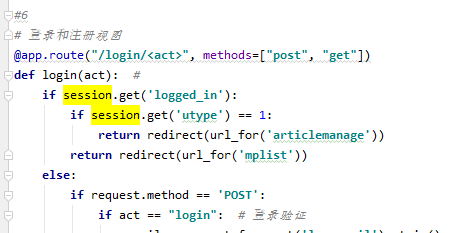 #6
# 登录和注册视图
@app.route("/login/<act>", methods=["post", "get"])
def login(act):  #
    if session.get('logged_in'):
        if session.get('utype') == 1:
            return redirect(url_for('articlemanage'))
        return redirect(url_for('mplist'))
    else:
        if request.method == 'POST':
            if act == "login":  # 登录验证